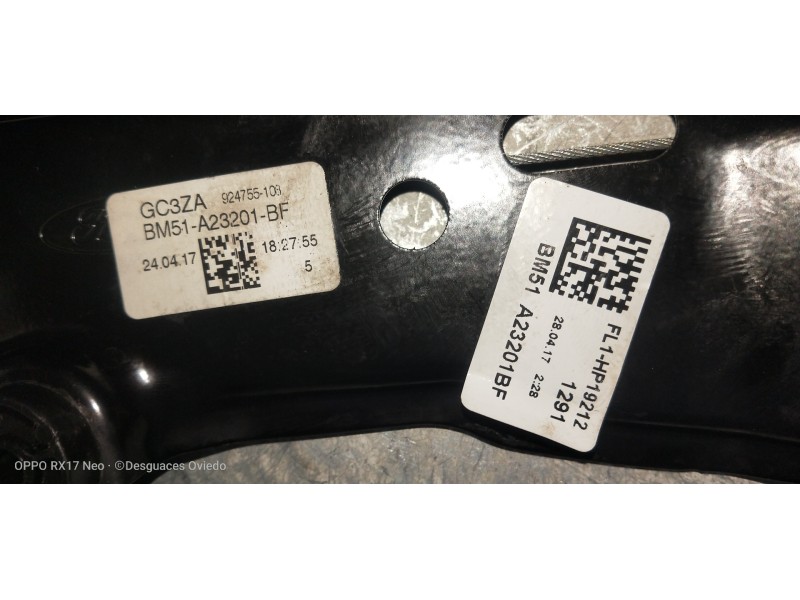 GC3ZA 924755-103
BM51-A23201-BF
24.04.17 18:27:55
5
FL1-HP19212
1291
28.04.17 2:28
BM51 A23201BF
OPPO RX17 Neo · ©Desguaces Oviedo